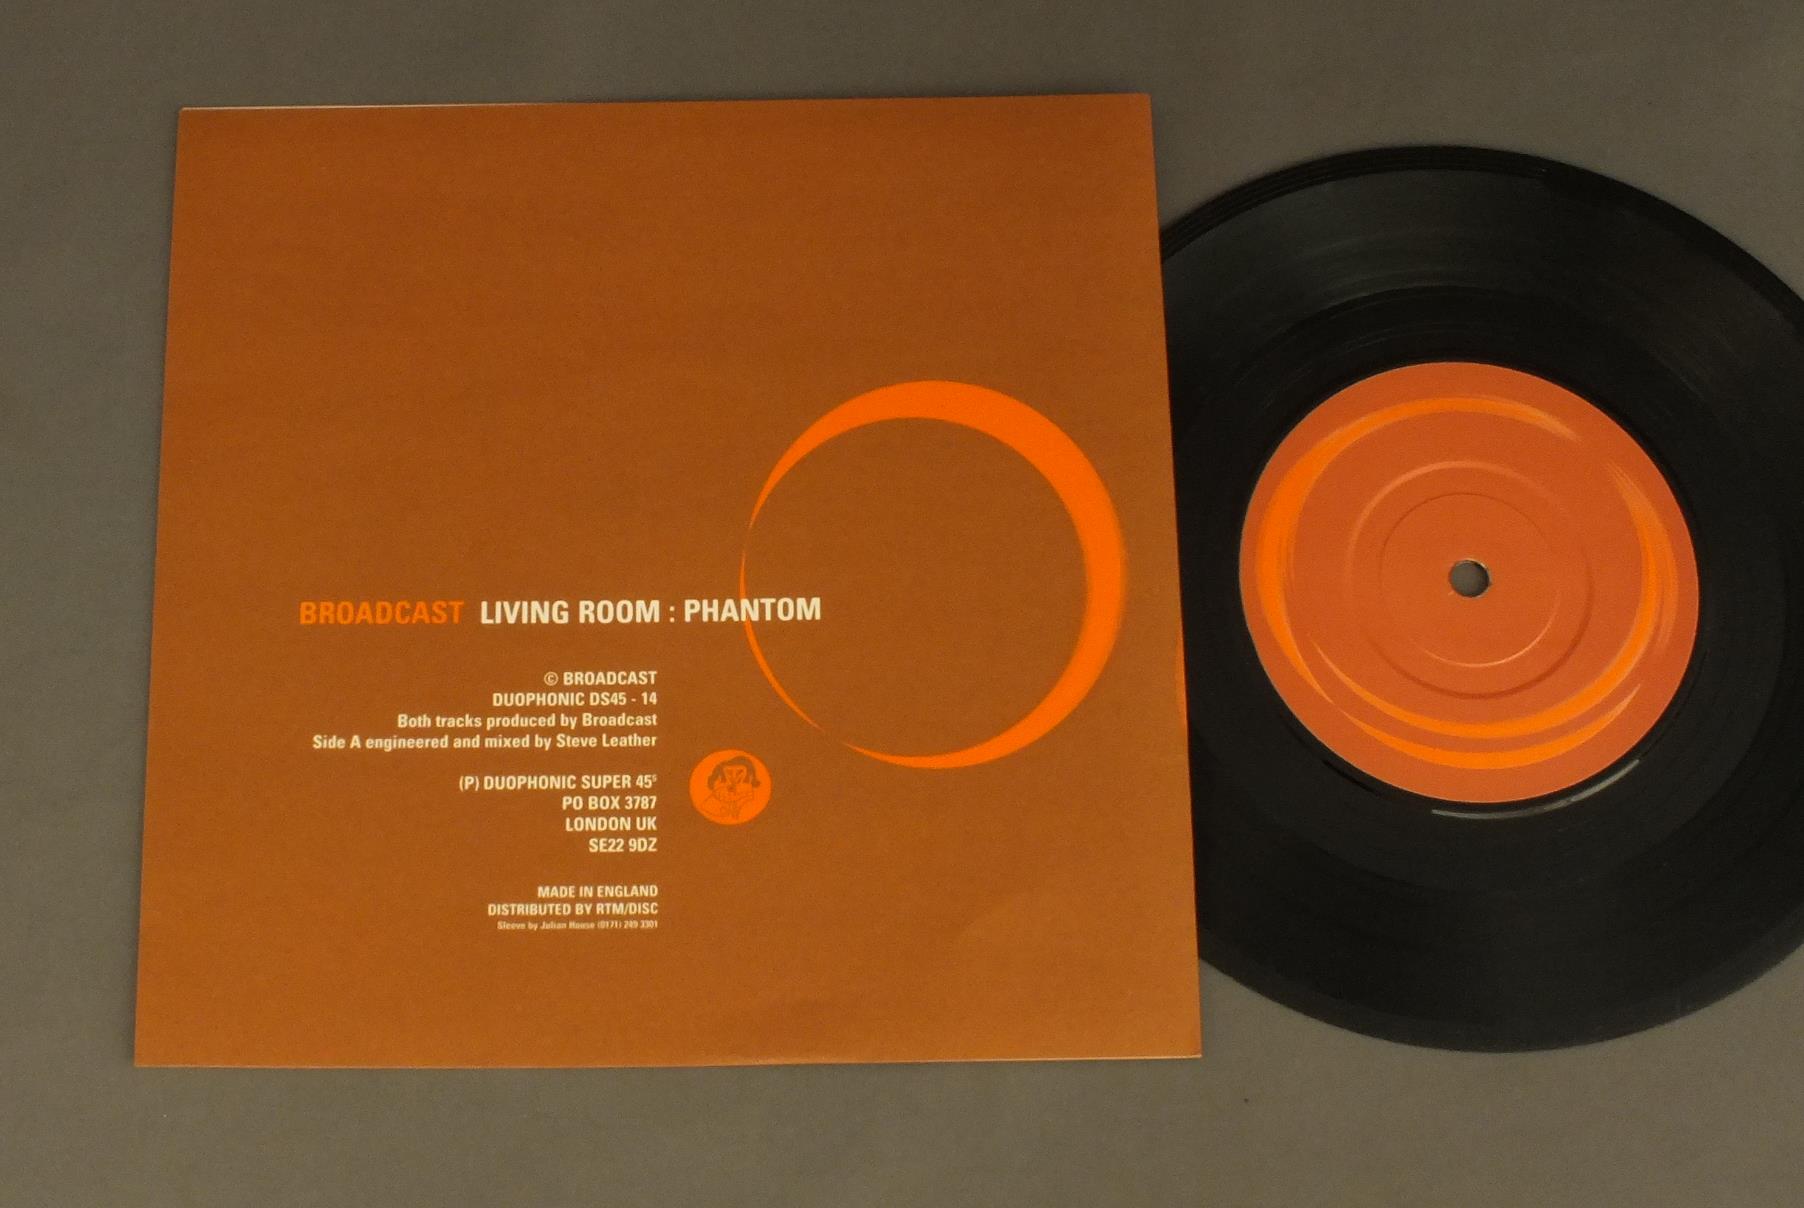 BROADCAST LIVING ROOM : PHANTOM
© BROADCAST
DUOPHONIC DS45 - 14
Both tracks produced by Broadcast
Side A engineered and mixed by Steve Leather
(P) DUOPHONIC SUPER 45s
PO BOX 3787
LONDON UK
SE22 9DZ
MADE IN ENGLAND
DISTRIBUTED BY RTM/DISC
Sleeve by Julian House (0171) 249 3301